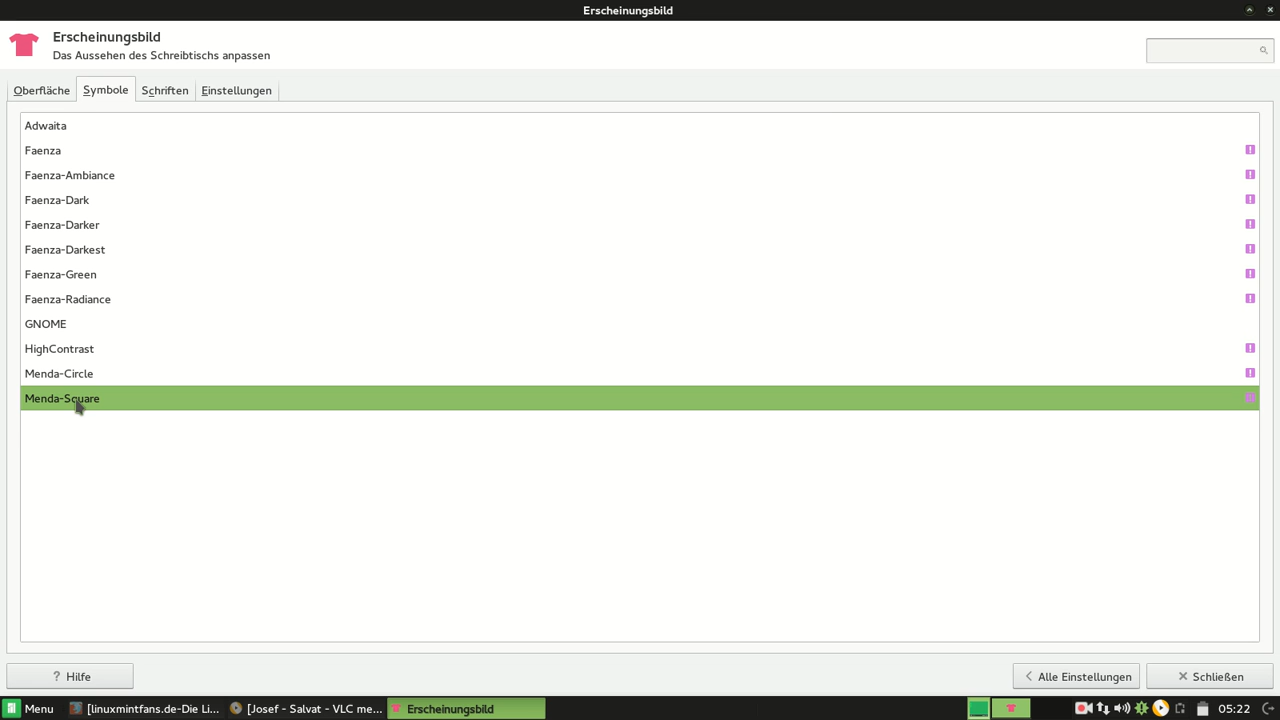 Erscheinungsbild
Erscheinungsbild
Das Aussehen des Schreibtischs anpassen
Oberfläche Symbole Schriften Einstellungen
Adwaita
Faenza
Faenza-Ambiance
Faenza-Dark
Faenza-Darker
Faenza-Darkest
Faenza-Green
Faenza-Radiance
GNOME
HighContrast
Menda-Circle
Menda-Square
? Hilfe Alle Einstellungen Schließen
Menu [linuxmintfans.de-Die Li... [Josef - Salvat - VLC me... Erscheinungsbild 05:22